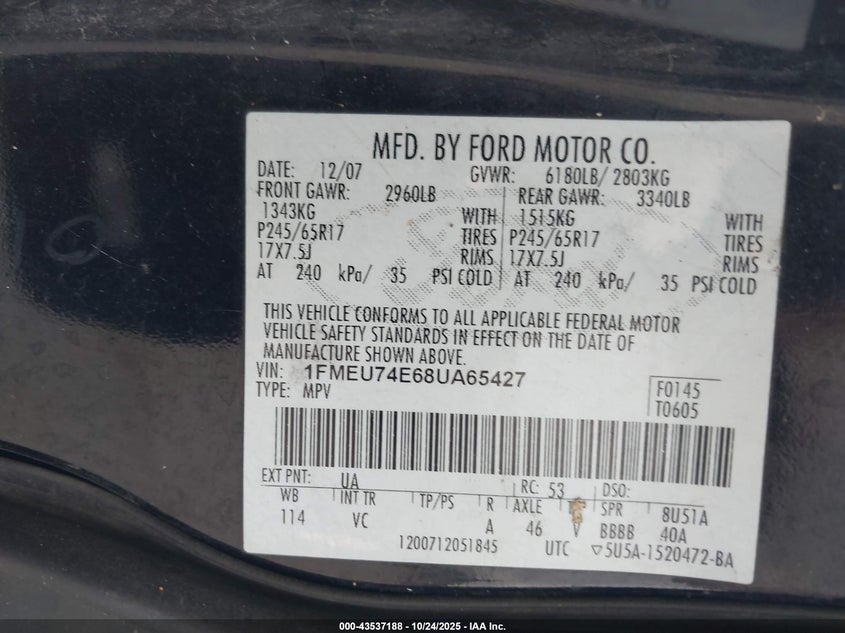 MFD. BY FORD MOTOR CO.
DATE: 12/07 GVWR: 6180LB/ 2803KG
FRONT GAWR: 2960LB REAR GAWR: 3340LB
1343KG WITH 1515KG WITH
P245/65R17 TIRES P245/65R17 TIRES
17X7.5J RIMS 17X7.5J RIMS
AT 240 kPa/ 35 PSI COLD AT 240 kPa/ 35 PSI COLD
THIS VEHICLE CONFORMS TO ALL APPLICABLE FEDERAL MOTOR
VEHICLE SAFETY STANDARDS IN EFFECT ON THE DATE OF
MANUFACTURE SHOWN ABOVE.
VIN: 1FMEU74E68UA65427
TYPE: MPV
F0145
T0605
EXT PNT: UA RC: 53 DSO:
WB INT TR TP/PS R AXLE SPR 8U51A
114 VC A 46 V BBBB 40A
1200712051845 UTC ▽5U5A-1520472-BA
000-43537188 - 10/24/2025 - IAA Inc.